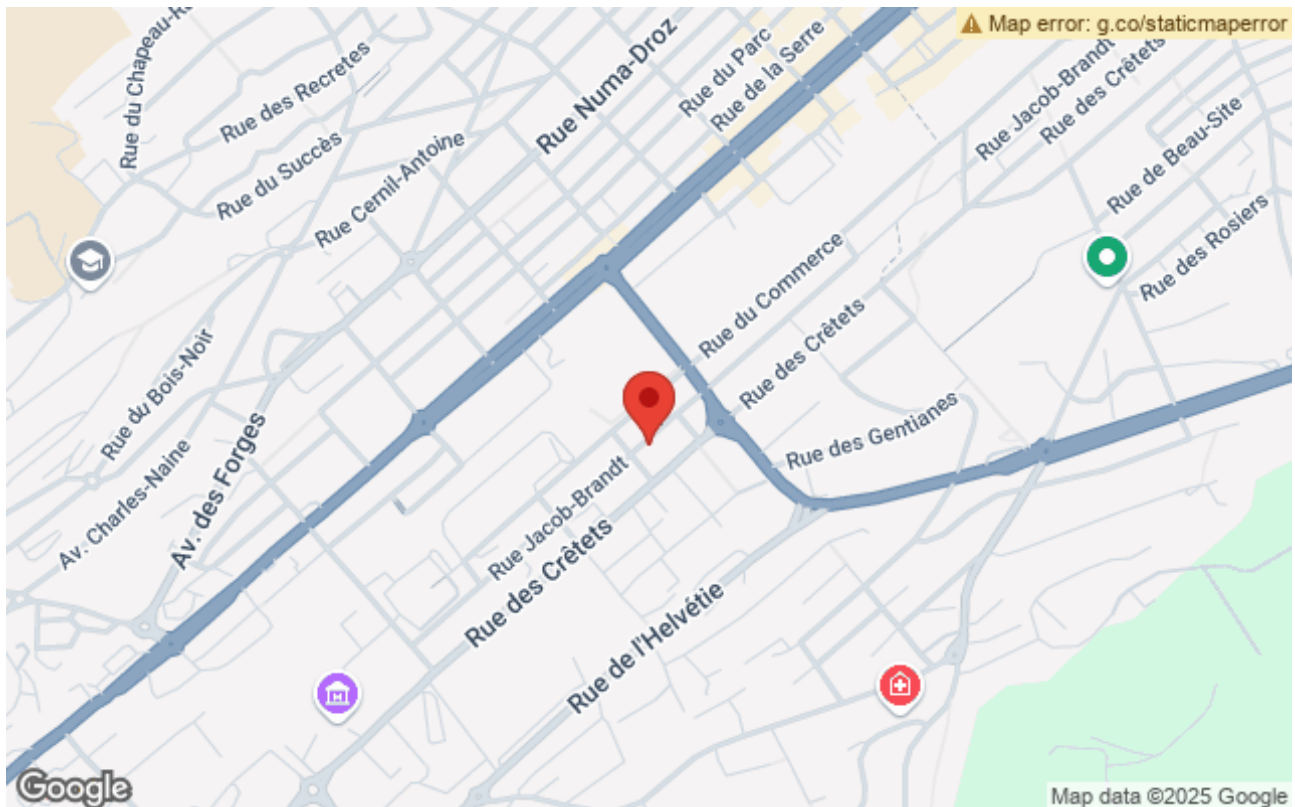 Map error: g.co/staticmaperror
Rue du Chapeau-R
Rue des Recretes
Rue Numa-Droz
Rue du Parc
Rue de la Serre
Rue Jacob-Brandt
Rue des Crêtets
Rue du Succès
Rue Cernil-Antoine
Rue de Beau-Site
Rue des Rosiers
Rue du Commerce
Rue des Crêtets
Rue du Bois-Noir
Rue des Gentianes
Av. Charles-Naine
Av. des Forges
Rue Jacob-Brandt
Rue des Crêtets
Rue de l'Helvétie
H
Google
Map data ©2025 Google